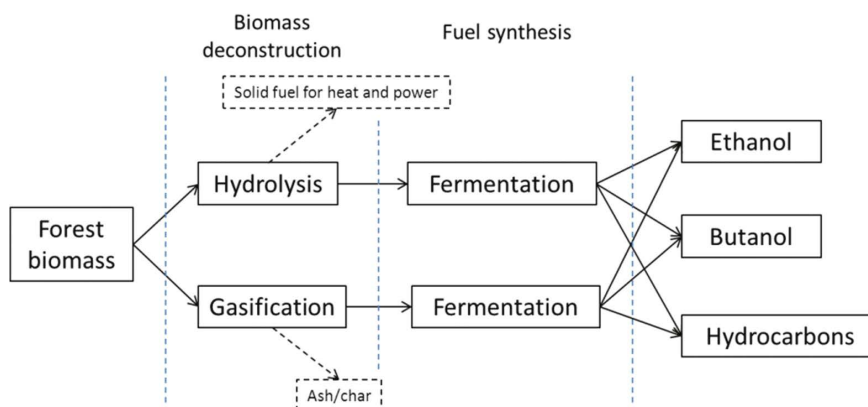 Biomass
deconstruction
Fuel synthesis
Solid fuel for heat and power
Ethanol
Hydrolysis
Fermentation
Forest
biomass
Butanol
Gasification
Fermentation
Hydrocarbons
Ash/char